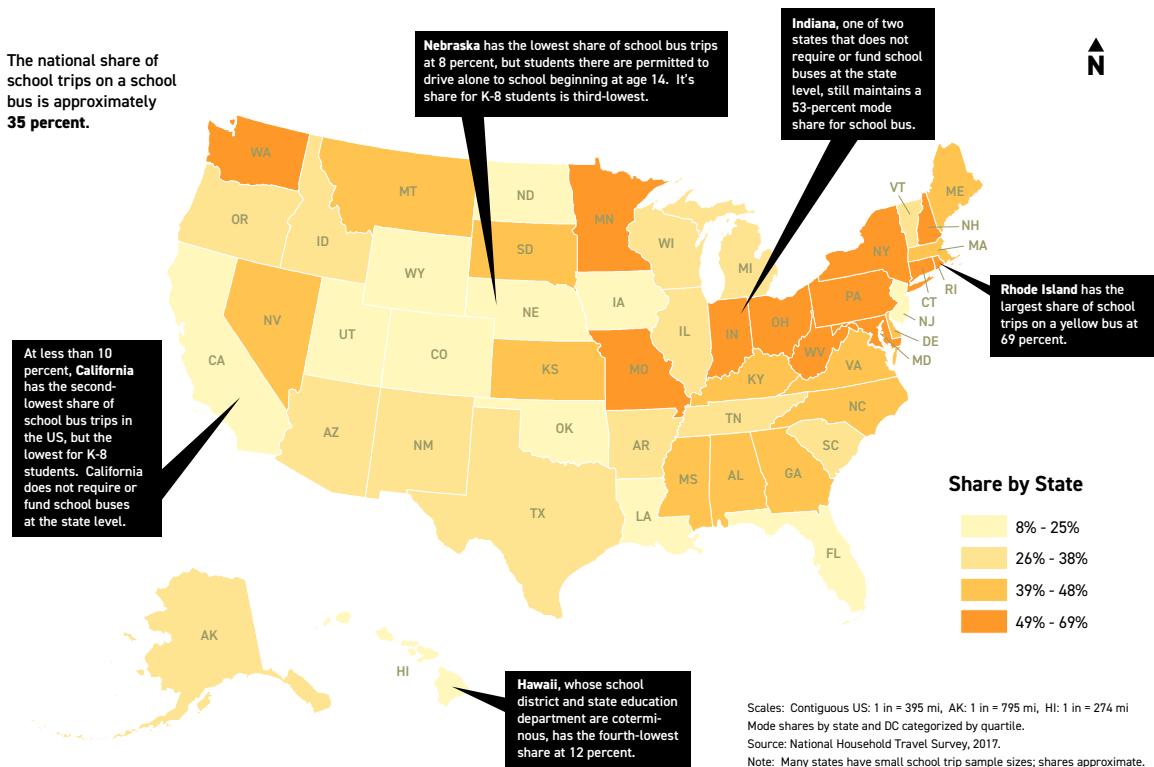 The national share of
school trips on a school
bus is approximately
35 percent.
Nebraska has the lowest share of school bus trips
at 8 percent, but students there are permitted to
drive alone to school beginning at age 14.  It's
share for K-8 students is third-lowest.
Indiana, one of two
states that does not
require or fund school
buses at the state
level, still maintains a
53-percent mode
share for school bus.
N
WA
MT
ND
MN
OR
ID
SD
WI
MI
VT
ME
NY
NH
MA
WY
NE
IA
PA
CT
RI
NJ
DE
MD
Rhode Island has the
largest share of school
trips on a yellow bus at
69 percent.
NV
UT
CA
CO
KS
MO
IL
IN
OH
WV
VA
KY
NC
TN
SC
At less than 10
percent, California
has the second-
lowest share of
school bus trips in
the US, but the
lowest for K-8
students.  California
does not require or
fund school buses
at the state level.
AZ
NM
OK
AR
MS
AL
GA
TX
LA
FL
Share by State
8% - 25%
26% - 38%
39% - 48%
49% - 69%
AK
HI
Hawaii, whose school
district and state education
department are cotermi-
nous, has the fourth-lowest
share at 12 percent.
Scales:  Contiguous US: 1 in = 395 mi,  AK: 1 in = 795 mi,  HI: 1 in = 274 mi
Mode shares by state and DC categorized by quartile.
Source: National Household Travel Survey, 2017.
Note:  Many states have small school trip sample sizes; shares approximate.